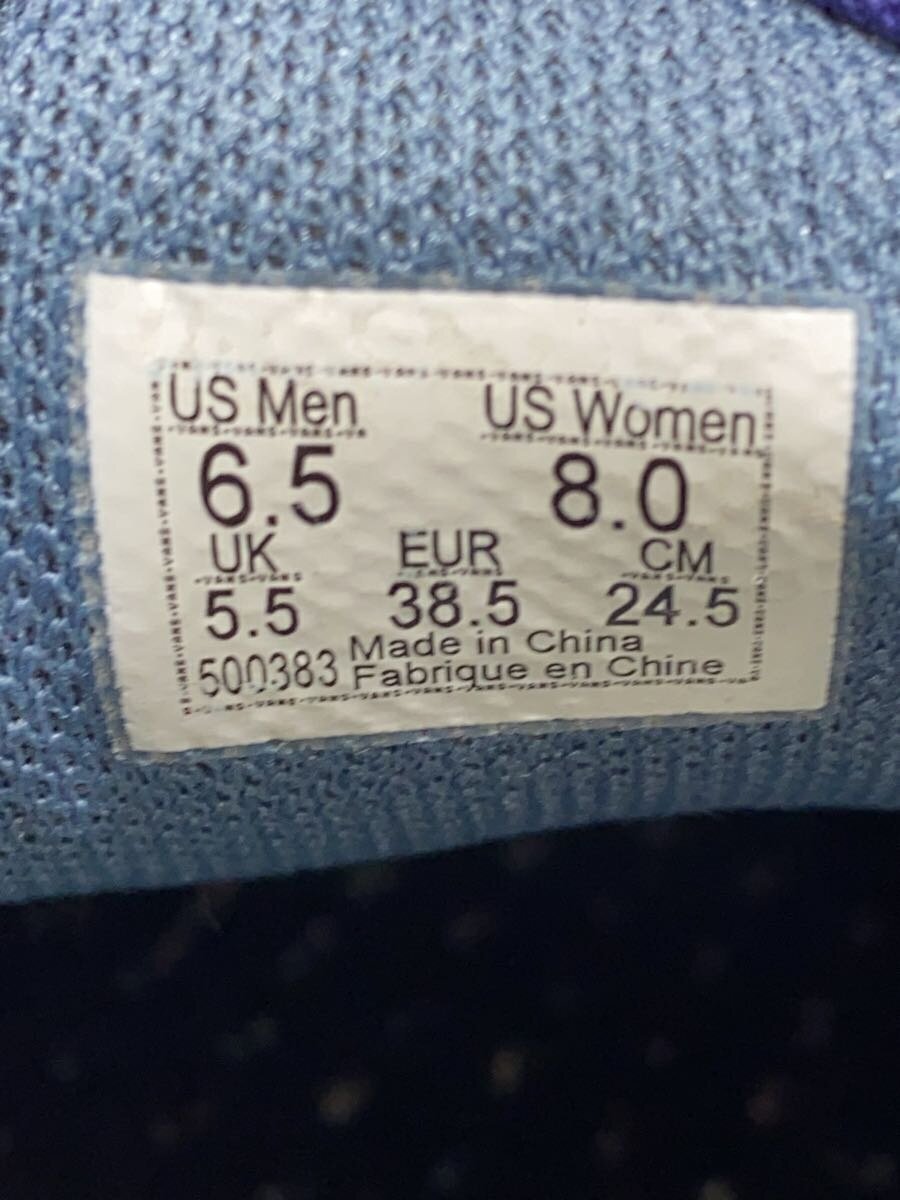 US Men US Women
6.5 8.0
UK EUR CM
5.5 38.5 24.5
Made in China
500383 Fabrique en Chine